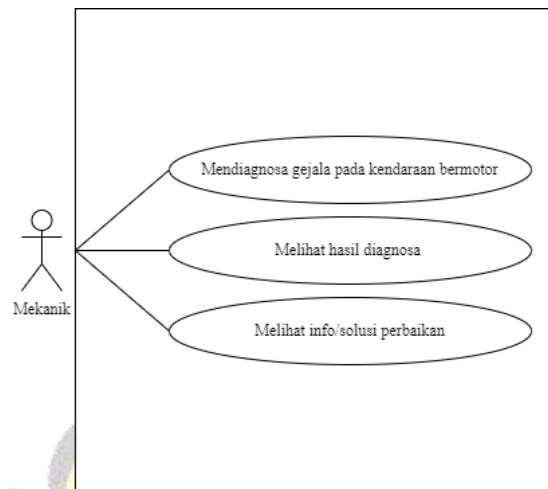 Mendiagnosa gejala pada kendaraan bermotor
Melihat hasil diagnosa
Mekanik
Melihat info/solusi perbaikan